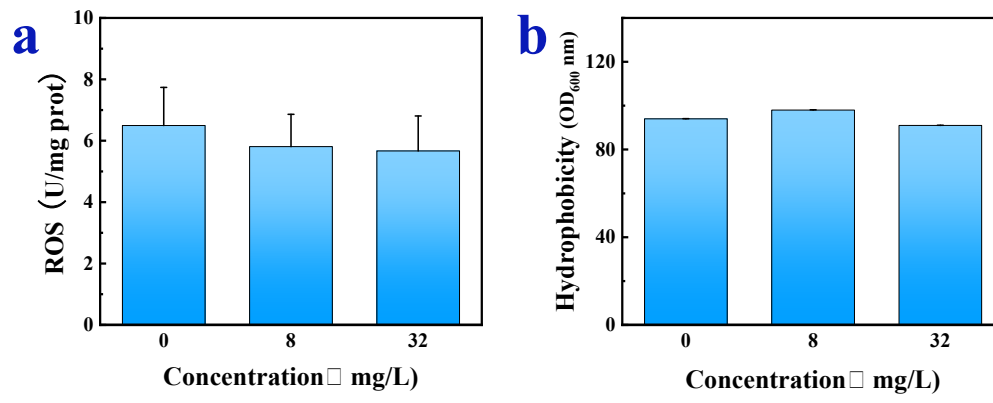 a
ROS (U/mg prot)
10
8
6
4
2
0
0 8 32
Concentration□ mg/L)
b
Hydrophobicity (OD600 nm)
120
80
40
0
0 8 32
Concentration□ mg/L)